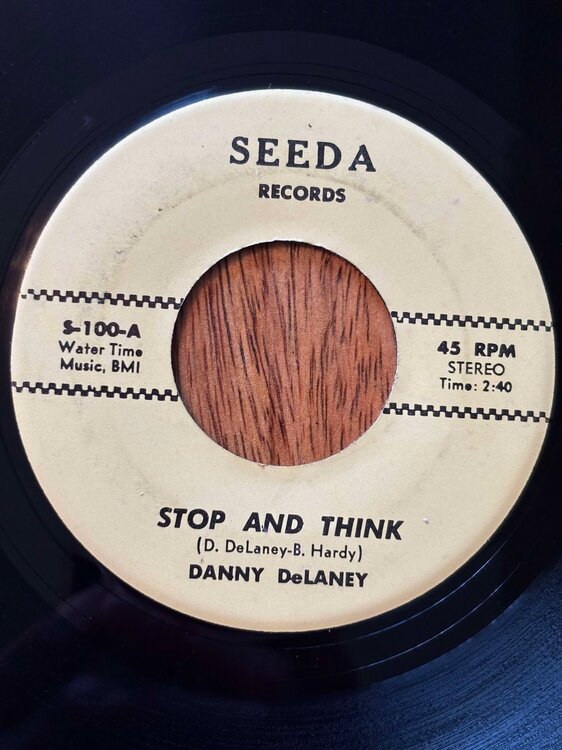 SEEDA
RECORDS
S-100-A
Water Time
Music, BMI
45 RPM
STEREO
Time: 2:40
STOP AND THINK
(D. DeLaney-B. Hardy)
DANNY DeLANEY